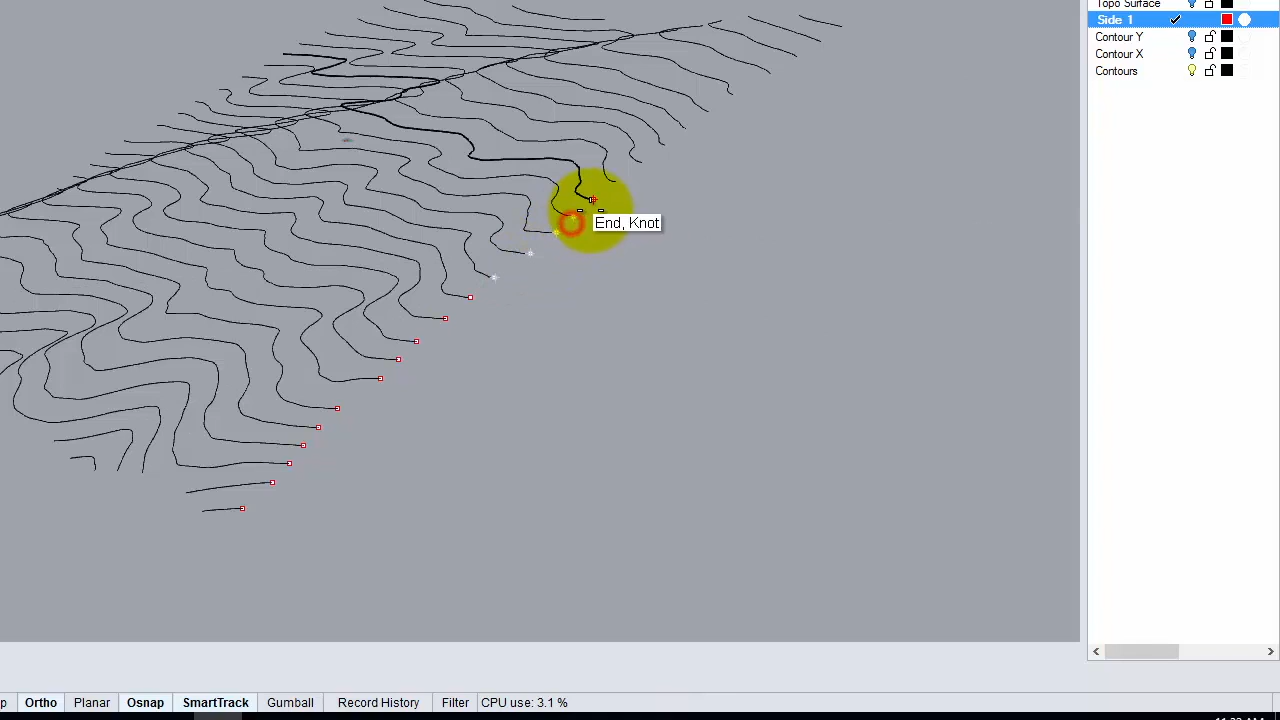 Topo Surface
Side 1
Contour Y
Contour X
Contours
End, Knot
Ortho Planar Osnap SmartTrack Gumball Record History Filter CPU use: 3.1 %